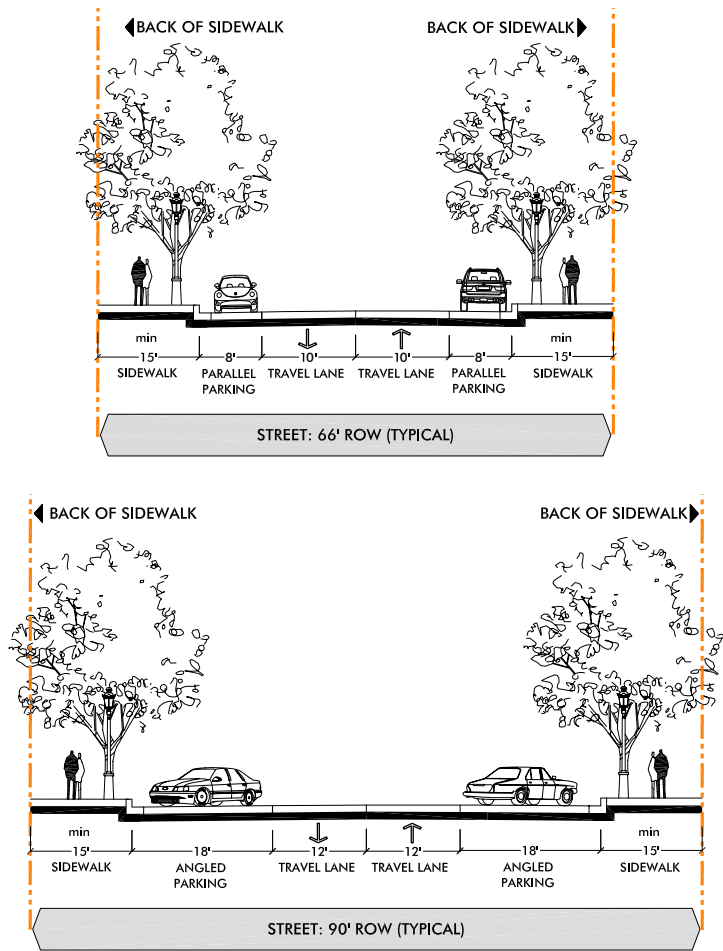 BACK OF SIDEWALK BACK OF SIDEWALK
min min
15' 8' 10' 10' 8' 15'
SIDEWALK PARALLEL TRAVEL LANE TRAVEL LANE PARALLEL SIDEWALK
PARKING PARKING
STREET: 66' ROW (TYPICAL)
BACK OF SIDEWALK BACK OF SIDEWALK
min min
15' 18' 12' 12' 18' 15'
SIDEWALK ANGLED TRAVEL LANE TRAVEL LANE ANGLED SIDEWALK
PARKING PARKING
STREET: 90' ROW (TYPICAL)